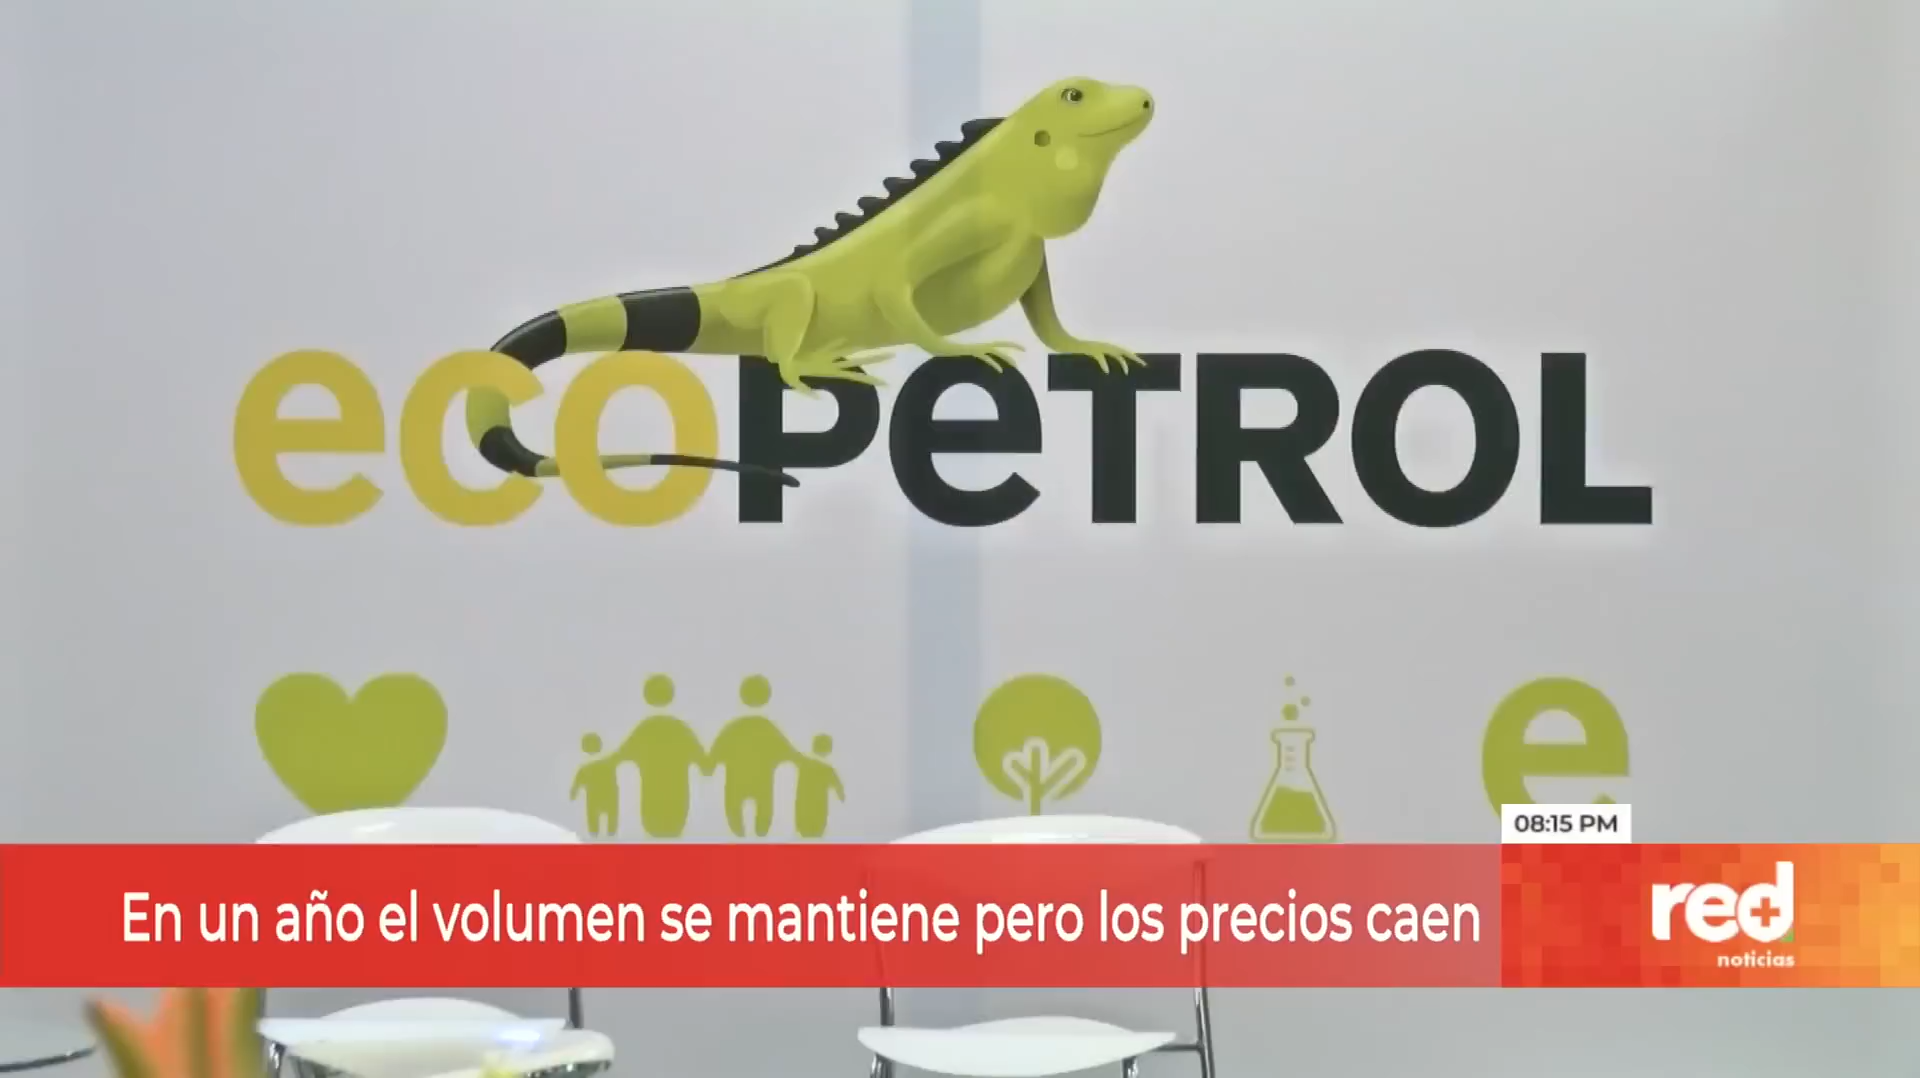 ecoPeTROL
e
08:15 PM
En un año el volumen se mantiene pero los precios caen
red+
noticias